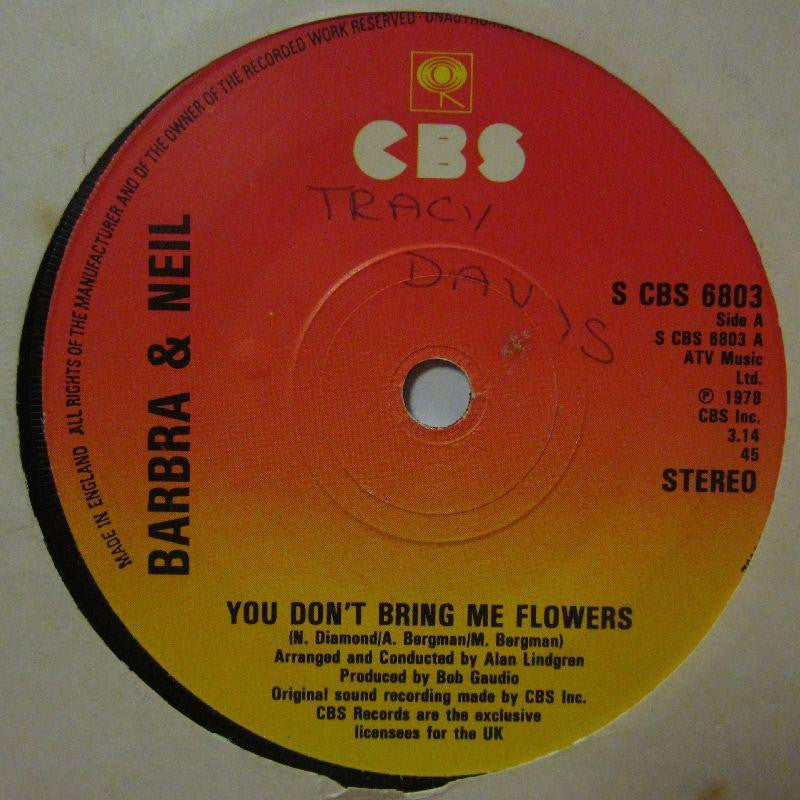 MADE IN ENGLAND ALL RIGHTS OF THE MANUFACTURER AND OF THE OWNER OF THE RECORDED WORK RESERVED ·
CBS
TRACY
DAVIS
BARBRA & NEIL
S CBS 6803
Side A
S CBS 6803 A
ATV Music
Ltd.
℗ 1978
CBS Inc.
3.14
45
STEREO
YOU DON'T BRING ME FLOWERS
(N. Diamond/A. Bergman/M. Bergman)
Arranged and Conducted by Alan Lindgren
Produced by Bob Gaudio
Original sound recording made by CBS Inc.
CBS Records are the exclusive
licensees for the UK